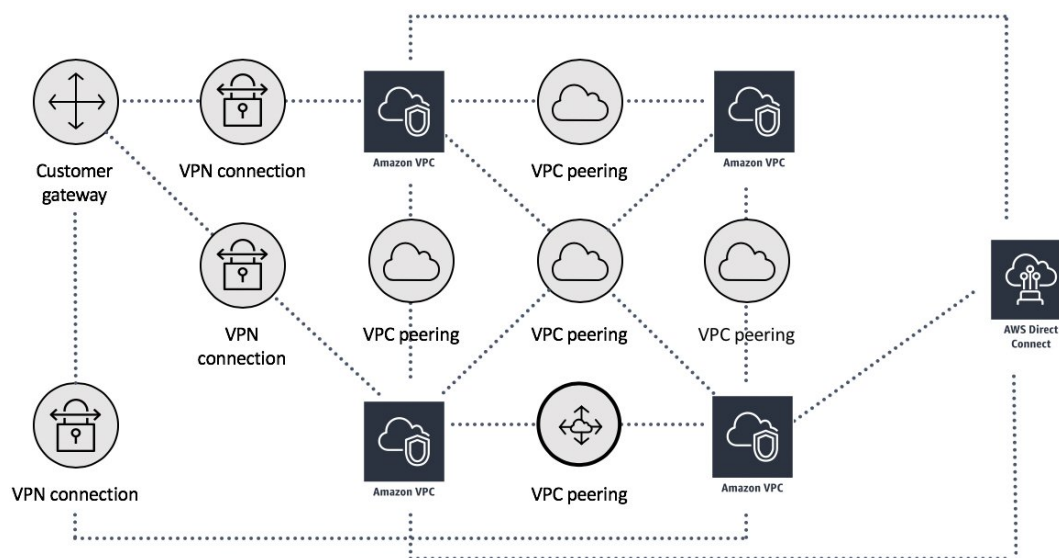 Customer
gateway
VPN connection
Amazon VPC
VPC peering
Amazon VPC
VPN
connection
VPC peering
VPC peering
VPC peering
AWS Direct
Connect
VPN connection
Amazon VPC
VPC peering
Amazon VPC